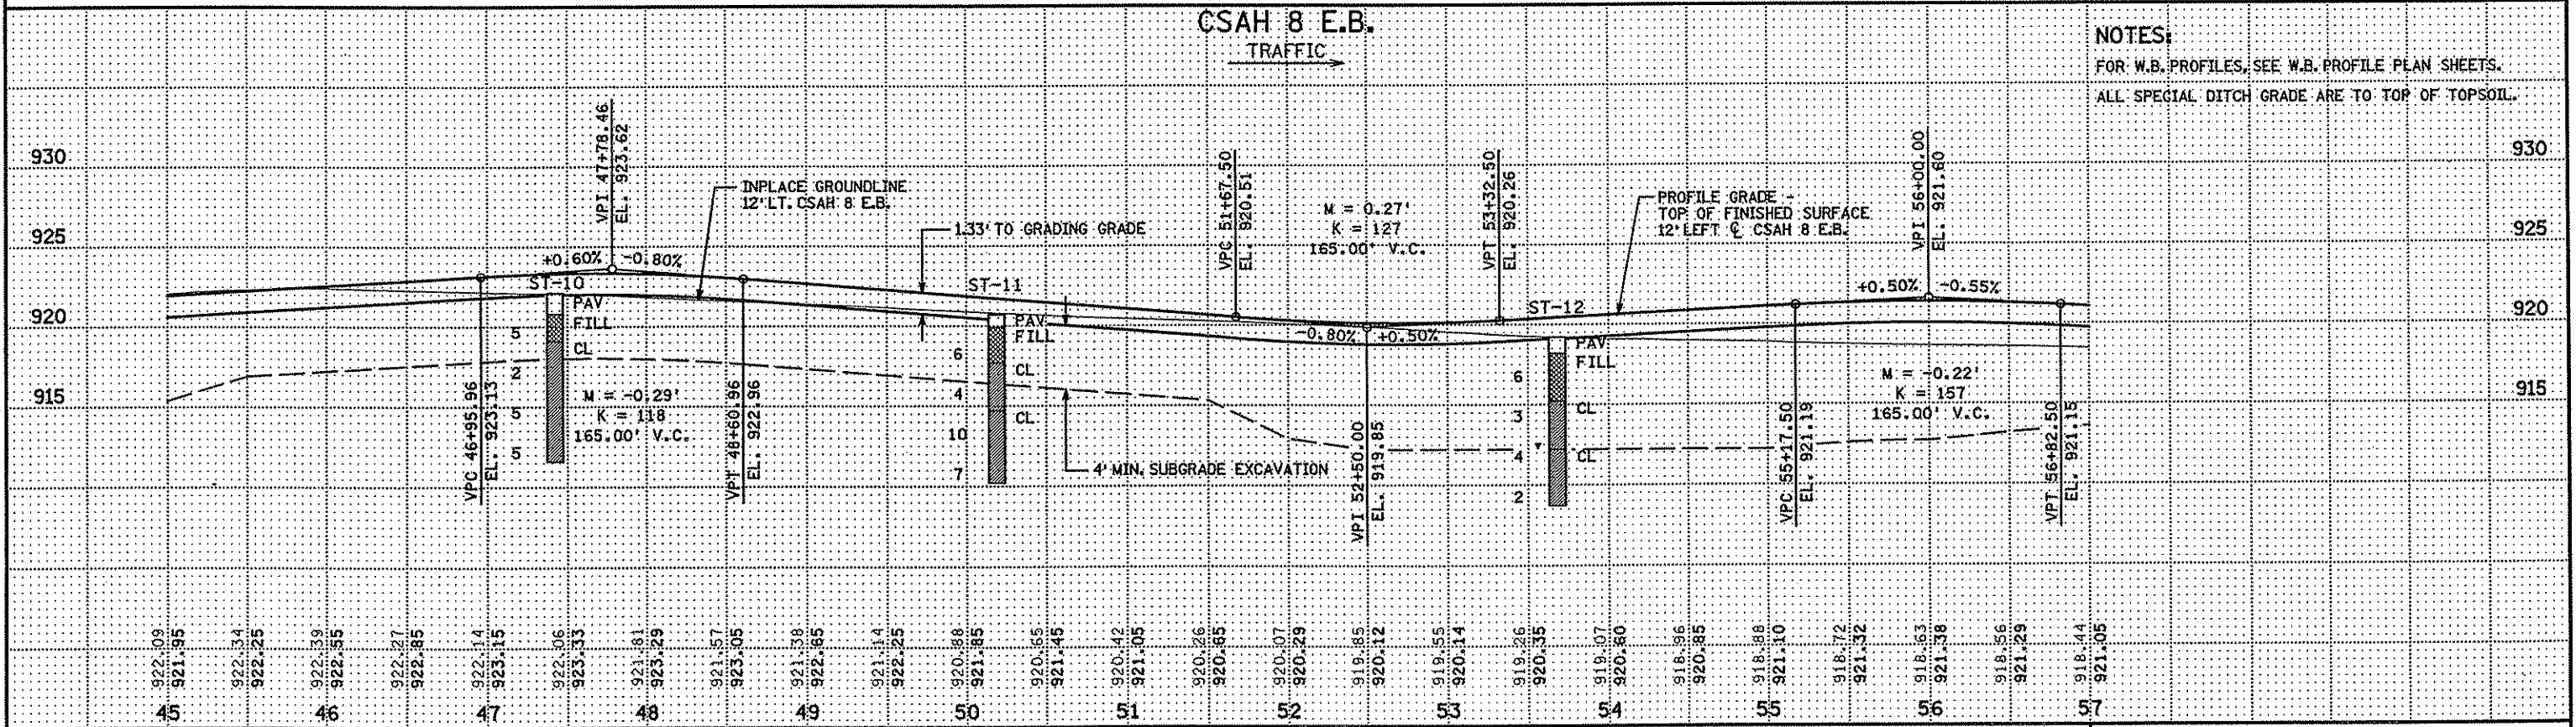 CSAH 8 E.B.
TRAFFIC
NOTES:
FOR W.B. PROFILES, SEE W.B. PROFILE PLAN SHEETS.
ALL SPECIAL DITCH GRADE ARE TO TOP OF TOPSOIL.
930
925
920
915
930
925
920
915
VPI 47+78.46
EL. 923.62
INPLACE GROUNDLINE
12' LT. CSAH 8 E.B.
1.33' TO GRADING GRADE
+0.60%
-0.80%
VPC 46+95.96
EL. 923.13
M = -0.29'
K = 118
165.00' V.C.
VPT 48+60.96
EL. 922.96
ST-10
PAV
FILL
CL
5
2
5
5
ST-11
PAV
FILL
CL
CL
6
4
10
7
4' MIN. SUBGRADE EXCAVATION
VPC 51+67.50
EL. 920.51
M = 0.27'
K = 127
165.00' V.C.
VPT 53+32.50
EL. 920.26
-0.80%
+0.50%
VPI 52+50.00
EL. 919.85
ST-12
PAV
FILL
CL
CL
6
3
4
2
PROFILE GRADE -
TOP OF FINISHED SURFACE
12' LEFT ℄ CSAH 8 E.B.
VPI 56+00.00
EL. 921.60
+0.50%
-0.55%
VPC 55+17.50
EL. 921.19
M = -0.22'
K = 157
165.00' V.C.
VPT 56+82.50
EL. 921.15
922.09
921.95
922.34
922.25
922.39
922.55
922.27
922.85
922.14
923.15
922.06
923.33
921.81
923.29
921.57
923.05
921.38
922.65
921.14
922.25
920.88
921.85
920.65
921.45
920.42
921.05
920.26
920.65
920.07
920.29
919.85
920.12
919.55
920.14
919.26
920.35
919.07
920.60
918.96
920.85
918.88
921.10
918.72
921.32
918.63
921.38
918.56
921.29
918.44
921.05
45 46 47 48 49 50 51 52 53 54 55 56 57